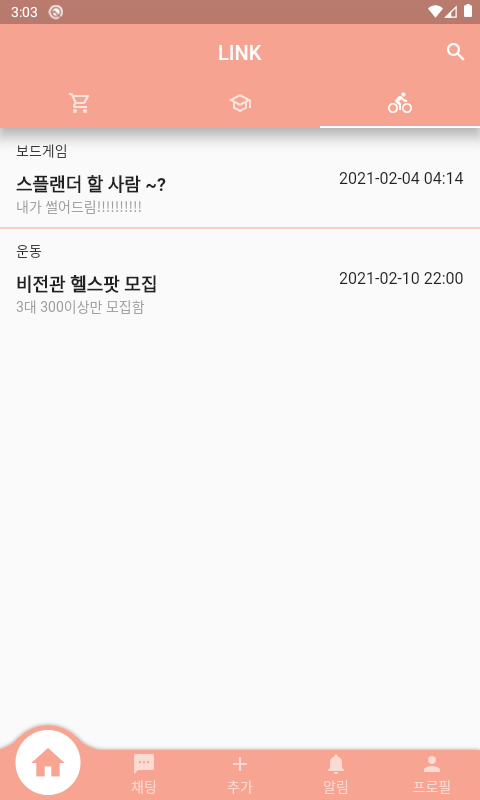 3:03
LINK
보드게임
스플랜더 할 사람 ~?
2021-02-04 04:14
내가 썰어드림!!!!!!!!!!
운동
비전관 헬스팟 모집
2021-02-10 22:00
3대 300이상만 모집함
채팅
추가
알림
프로필